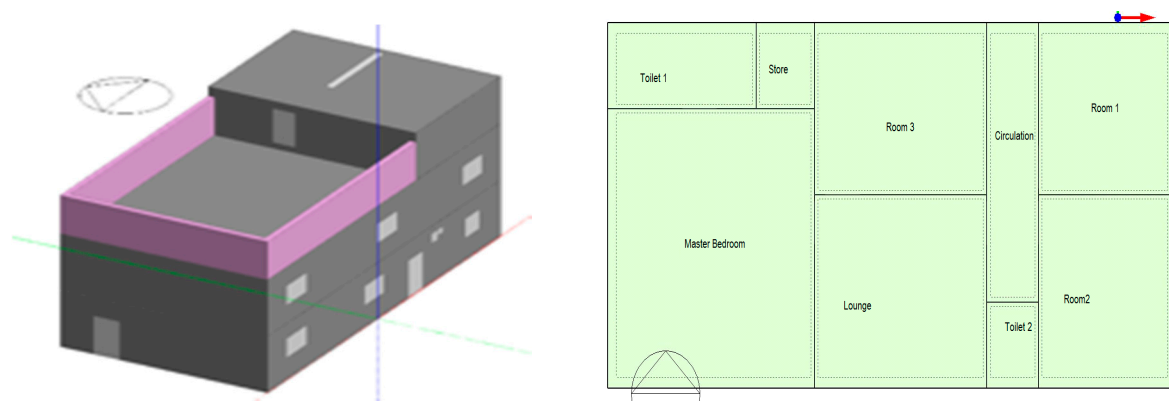 Toilet 1
Store
Room 3
Circulation
Room 1
Master Bedroom
Lounge
Room2
Toilet 2